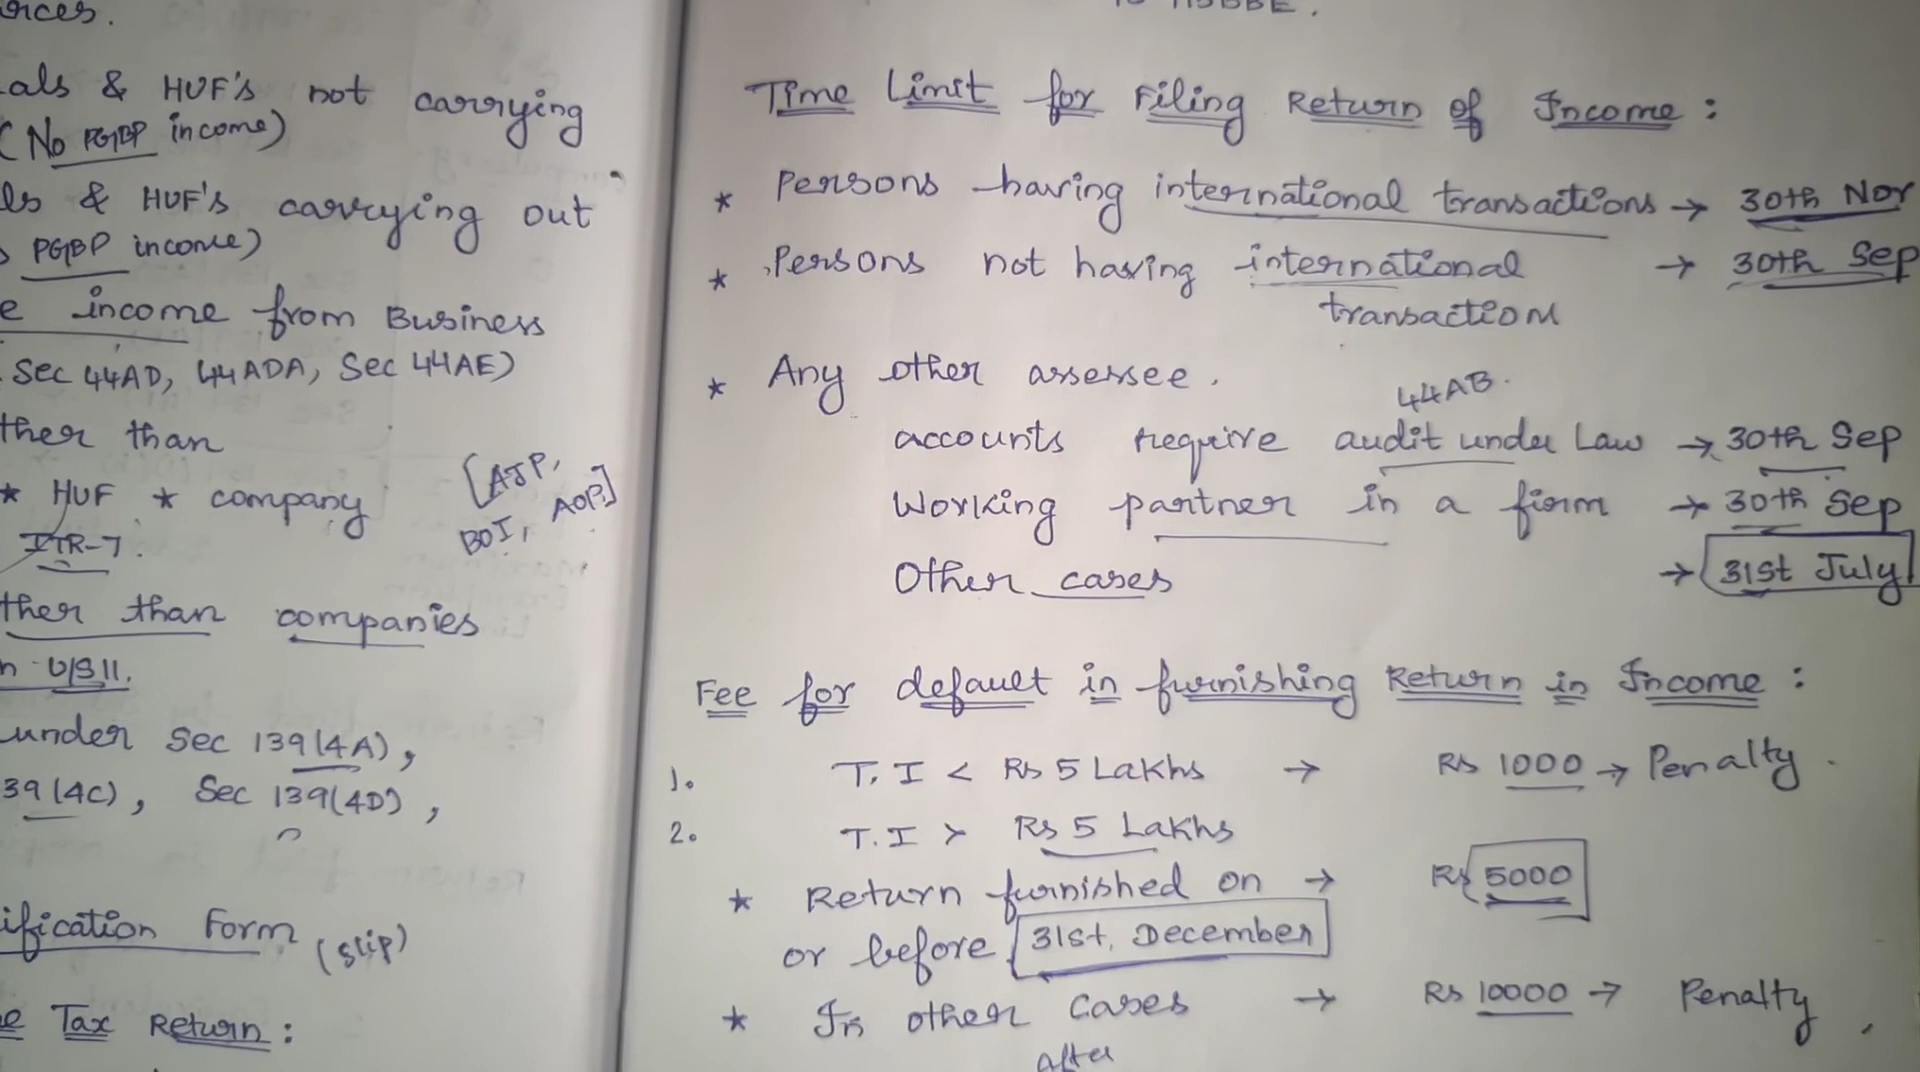 als & HUF's not carrying
(No PGBP income)
ls & HUF's carrying out
PGBP income)
e income from Business
Sec 44AD, 44ADA, Sec 44AE)
ther than
* HUF * company
[AJP,
BOI, AOP]
ITR-7.
ther than companies
n U/S 11.
under Sec 139(4A),
39(4C), Sec 139(4D),
ification Form (slip)
e Tax Return:
Time Limit for Filing Return of Income:
* Persons having international transactions → 30th Nov
* Persons not having international → 30th Sep
transaction
* Any other assessee.
44AB.
accounts require audit under Law → 30th Sep
Working partner in a firm → 30th Sep
Other cases → 31st July
Fee for default in furnishing Return in Income:
1. T.I < Rs 5 Lakhs → Rs 1000 → Penalty.
2. T.I > Rs 5 Lakhs
* Return furnished on → Rs 5000
or before 31st, December
* In other cases → Rs 10000 → Penalty
After